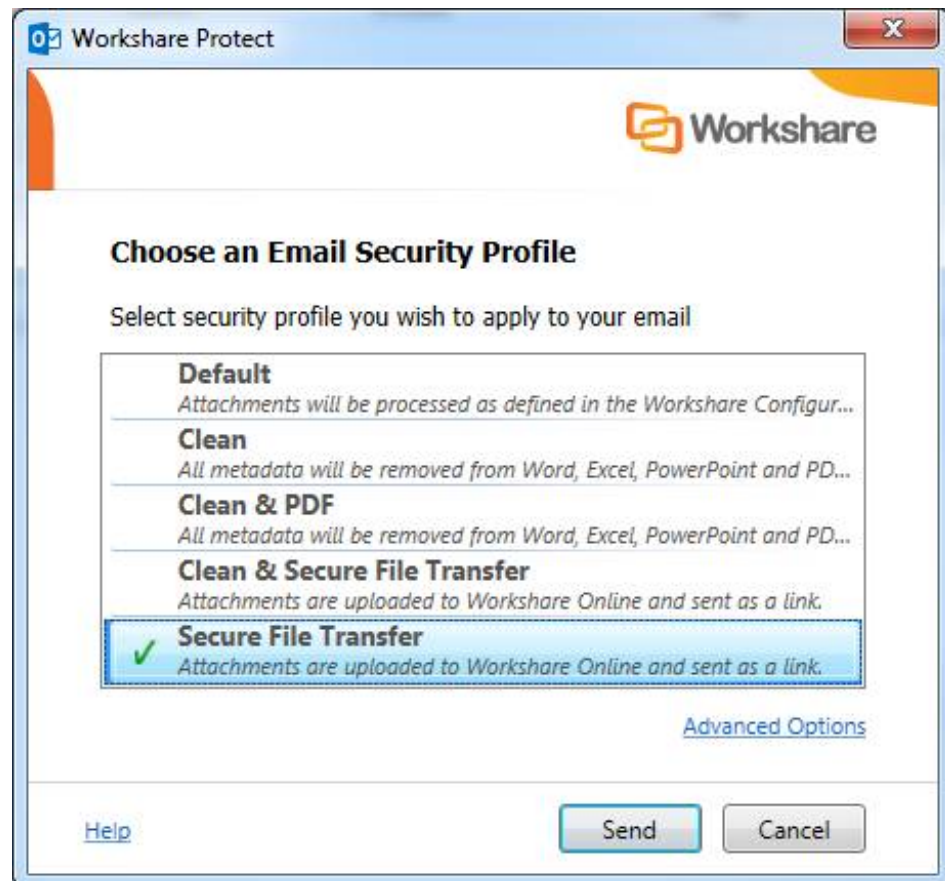 Workshare Protect
Workshare
Choose an Email Security Profile
Select security profile you wish to apply to your email
Default
Attachments will be processed as defined in the Workshare Configur...
Clean
All metadata will be removed from Word, Excel, PowerPoint and PD...
Clean & PDF
All metadata will be removed from Word, Excel, PowerPoint and PD...
Clean & Secure File Transfer
Attachments are uploaded to Workshare Online and sent as a link.
Secure File Transfer
Attachments are uploaded to Workshare Online and sent as a link.
Advanced Options
Help Send Cancel